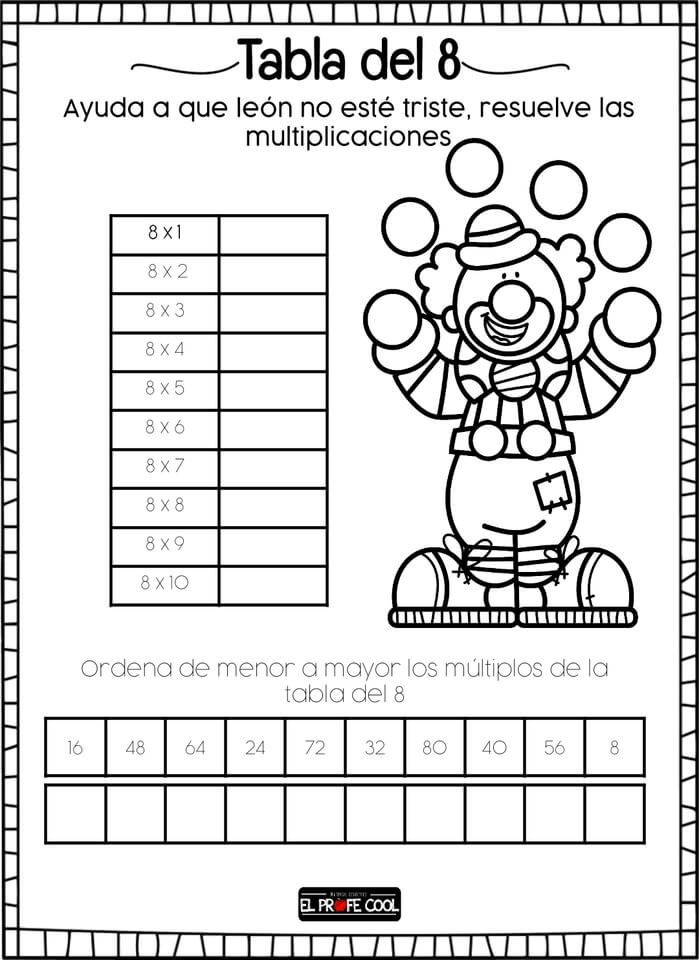 Tabla del 8
Ayuda a que león no esté triste, resuelve las
multiplicaciones
8 x 1
8 x 2
8 x 3
8 x 4
8 x 5
8 x 6
8 x 7
8 x 8
8 x 9
8 x 10
Ordena de menor a mayor los múltiplos de la
tabla del 8
16 48 64 24 72 32 80 40 56 8
EL PROFE COOL